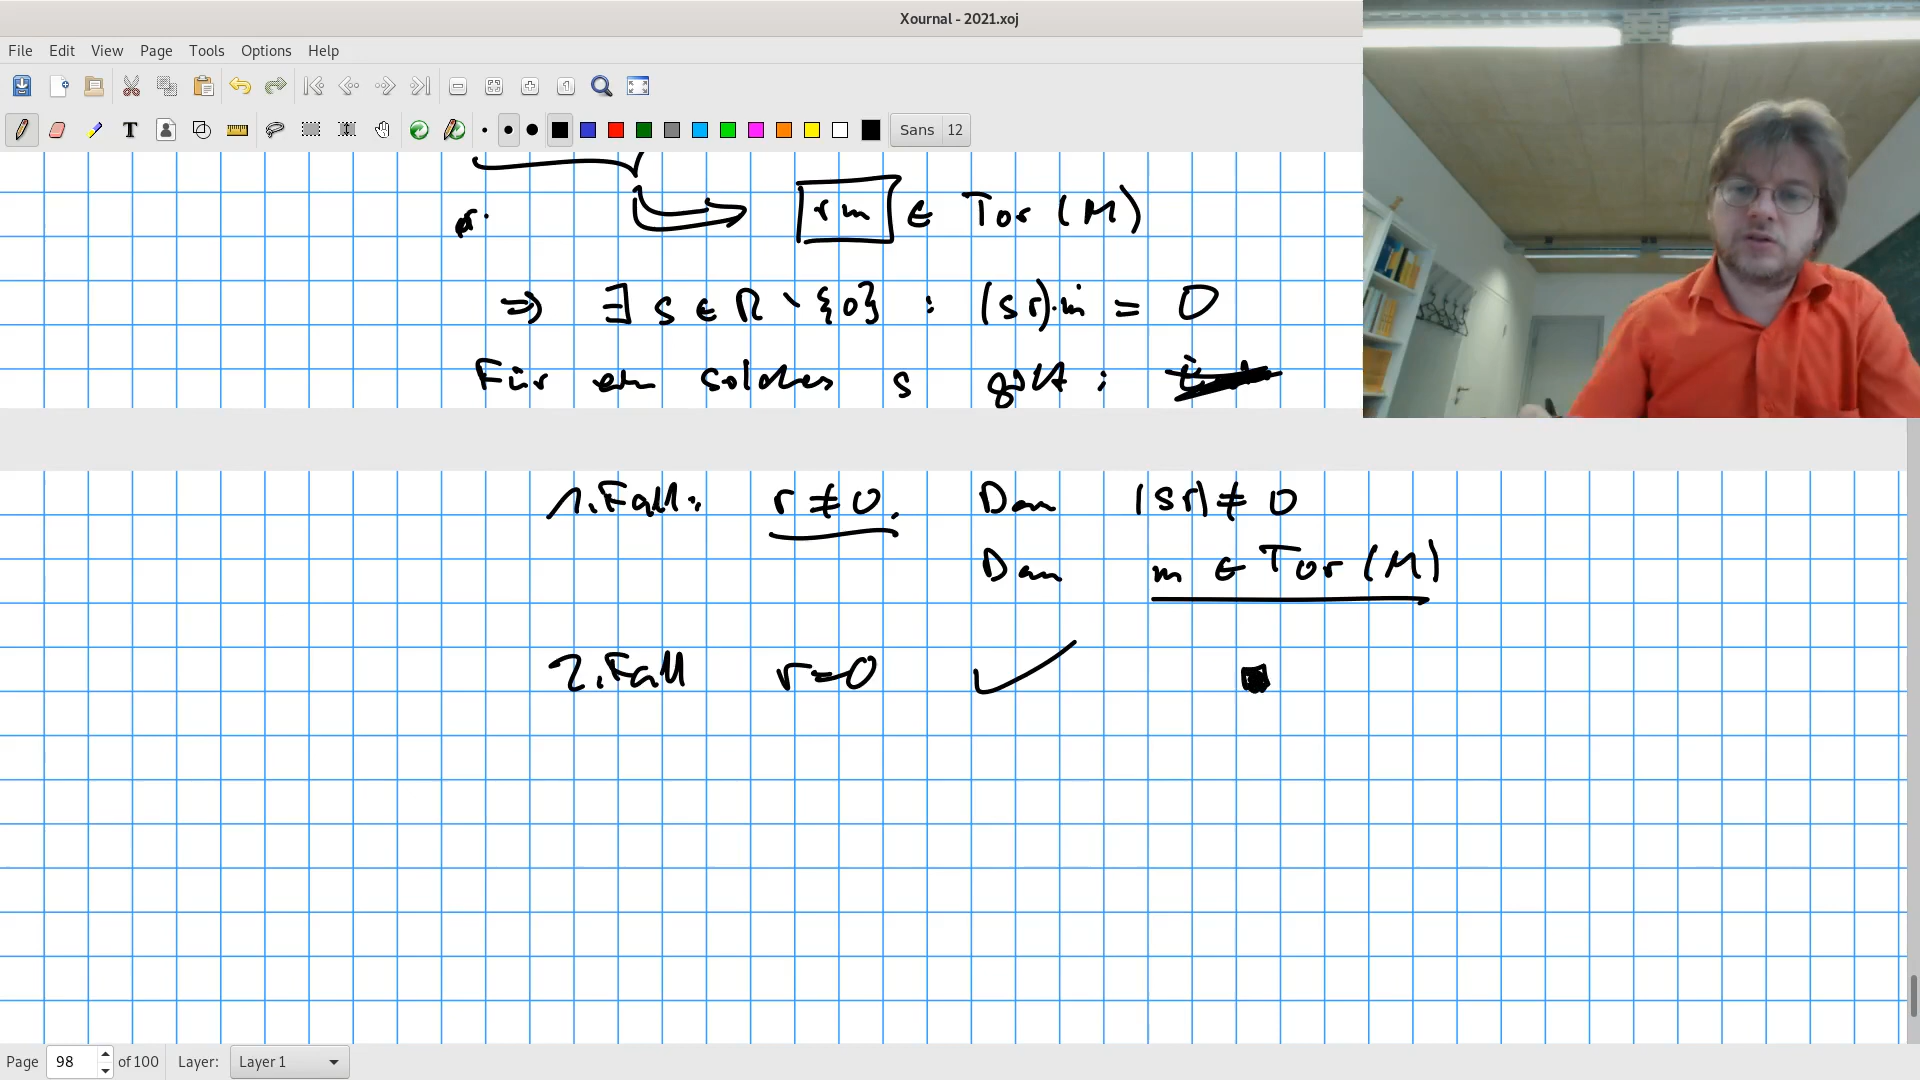 Xournal - 2021.xoj
File Edit View Page Tools Options Help
Sans 12
rm ∈ Tor (M)
=> ∃ s ∈ R \ {0} : (sr)·m = 0
Für ein solches s gilt :
1. Fall: r ≠ 0. Dann (sr) ≠ 0
Dann m ∈ Tor (M)
2. Fall r=0 ✓ ■
Page 98 of 100 Layer: Layer 1